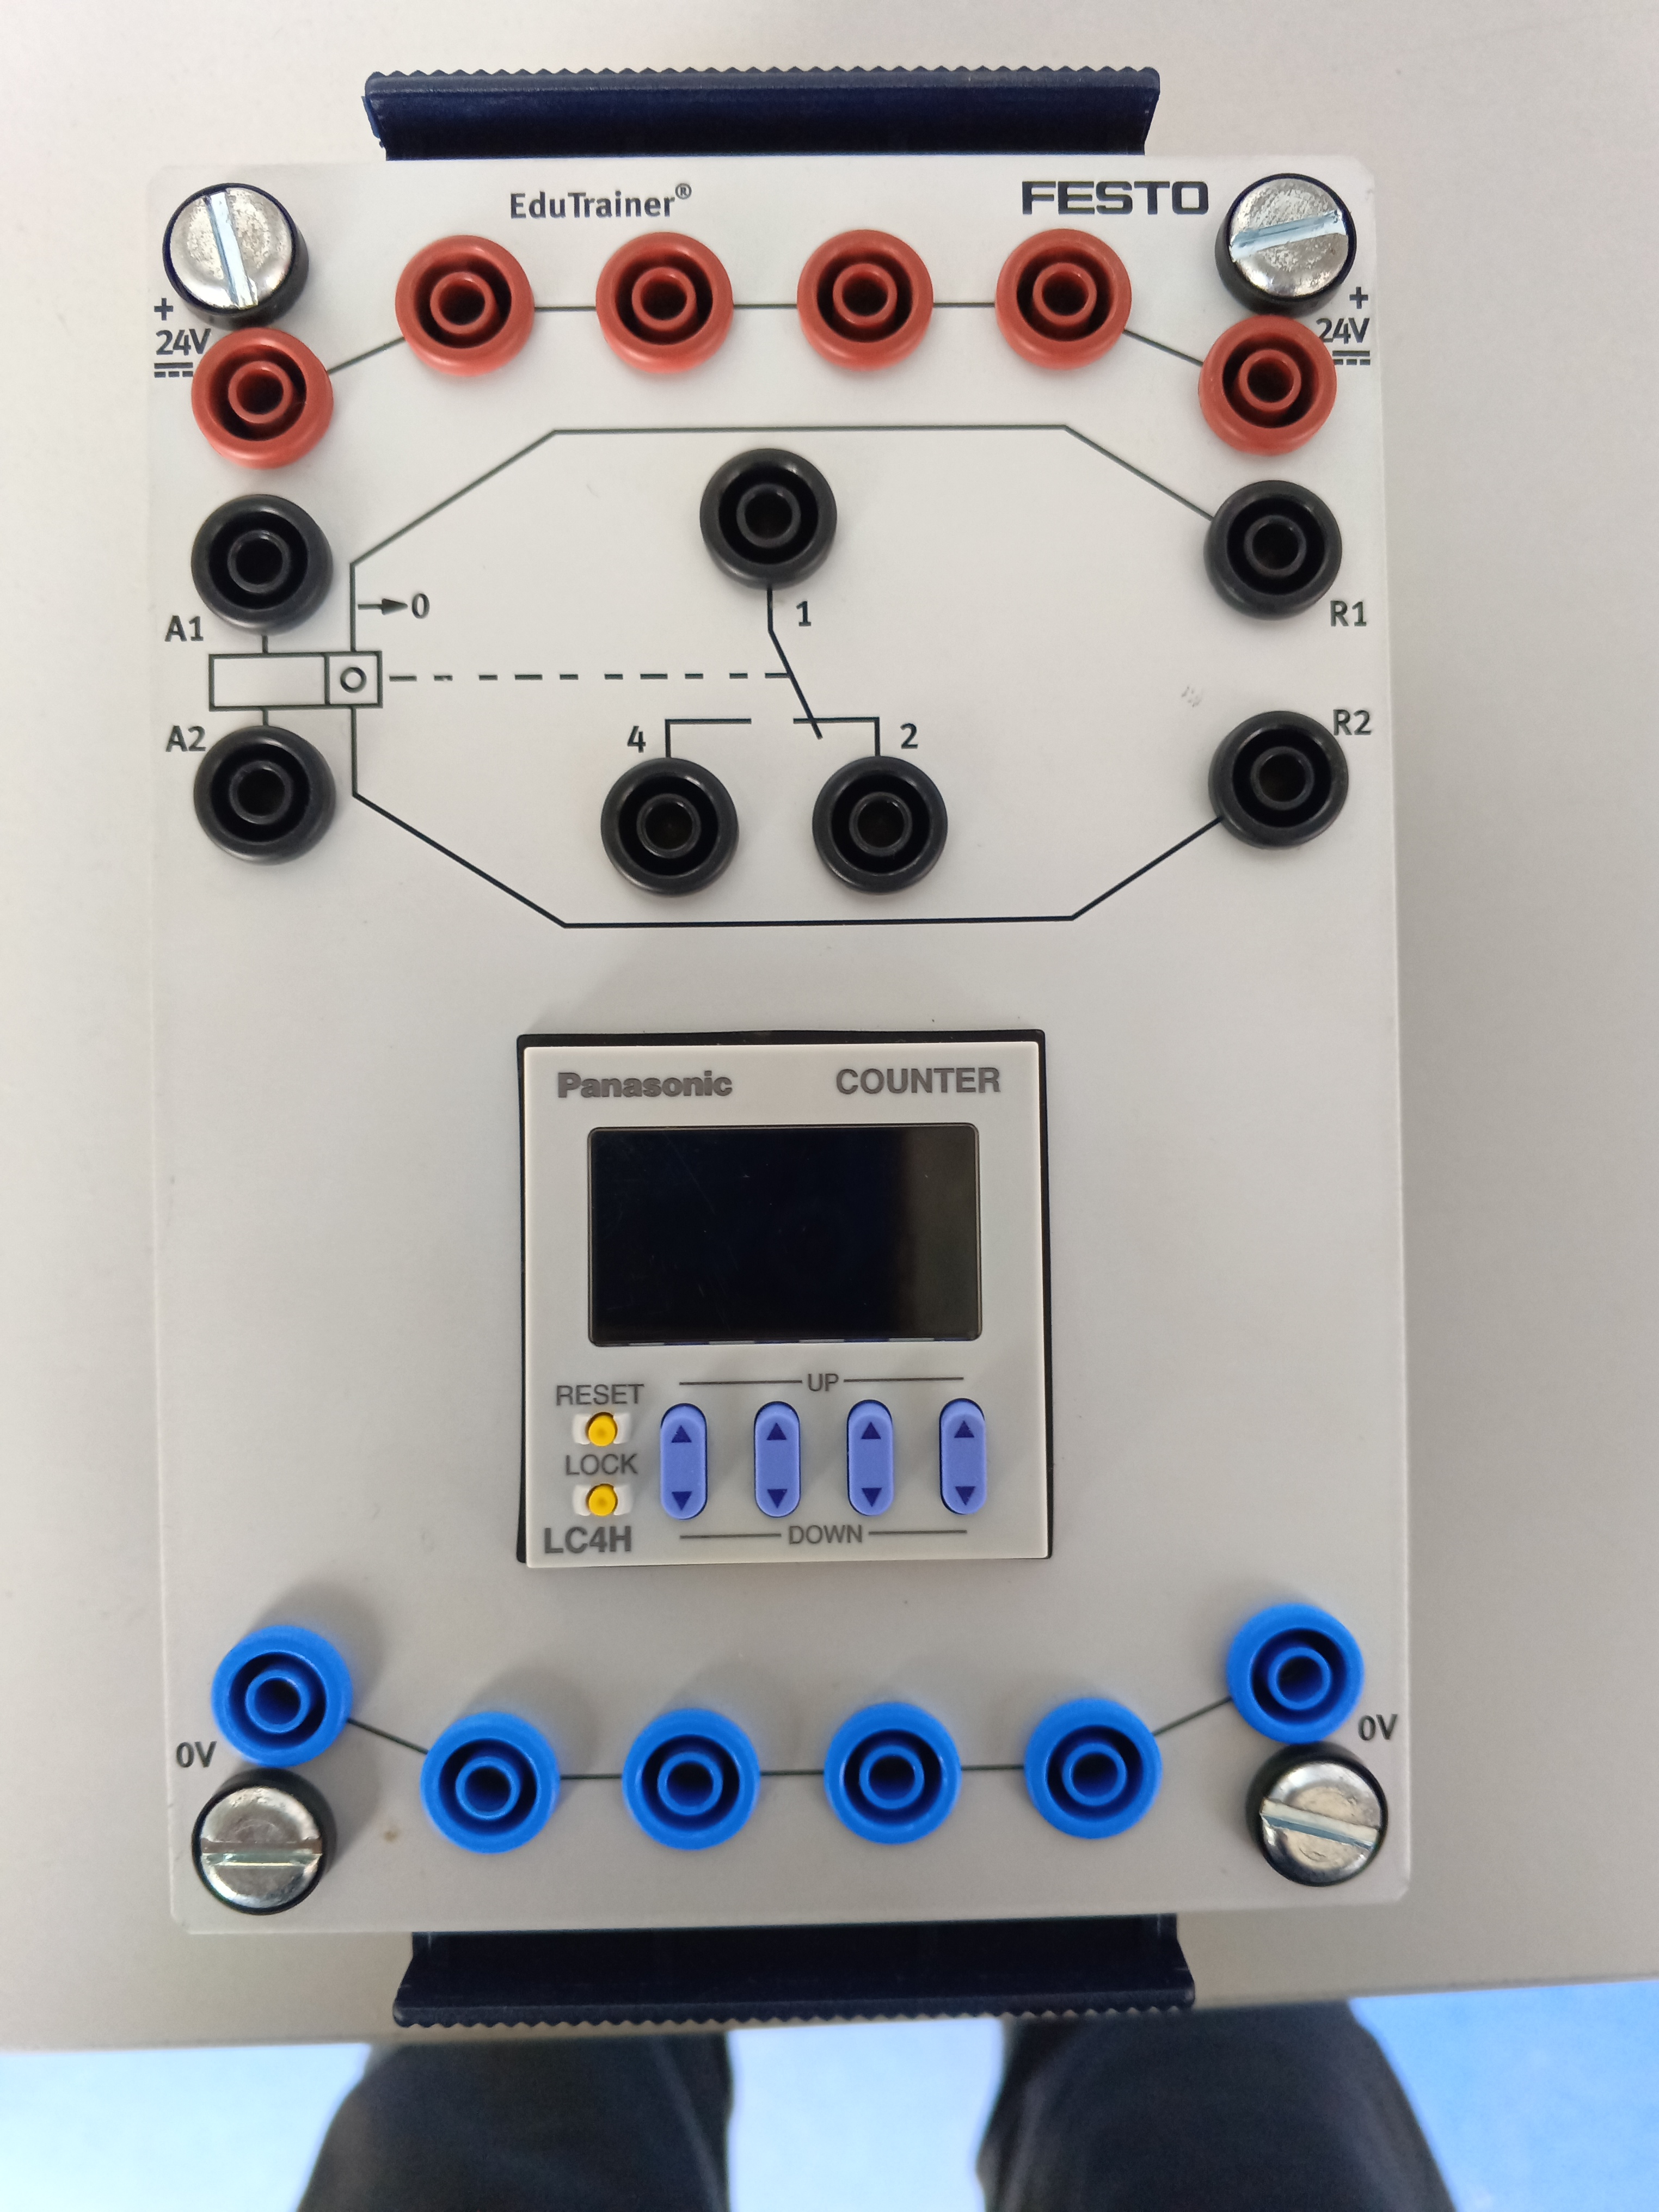 EduTrainer® FESTO
+ +
24V 24V
0
A1 1 R1
A2 4 2 R2
Panasonic COUNTER
RESET UP
LOCK
LC4H DOWN
0V 0V